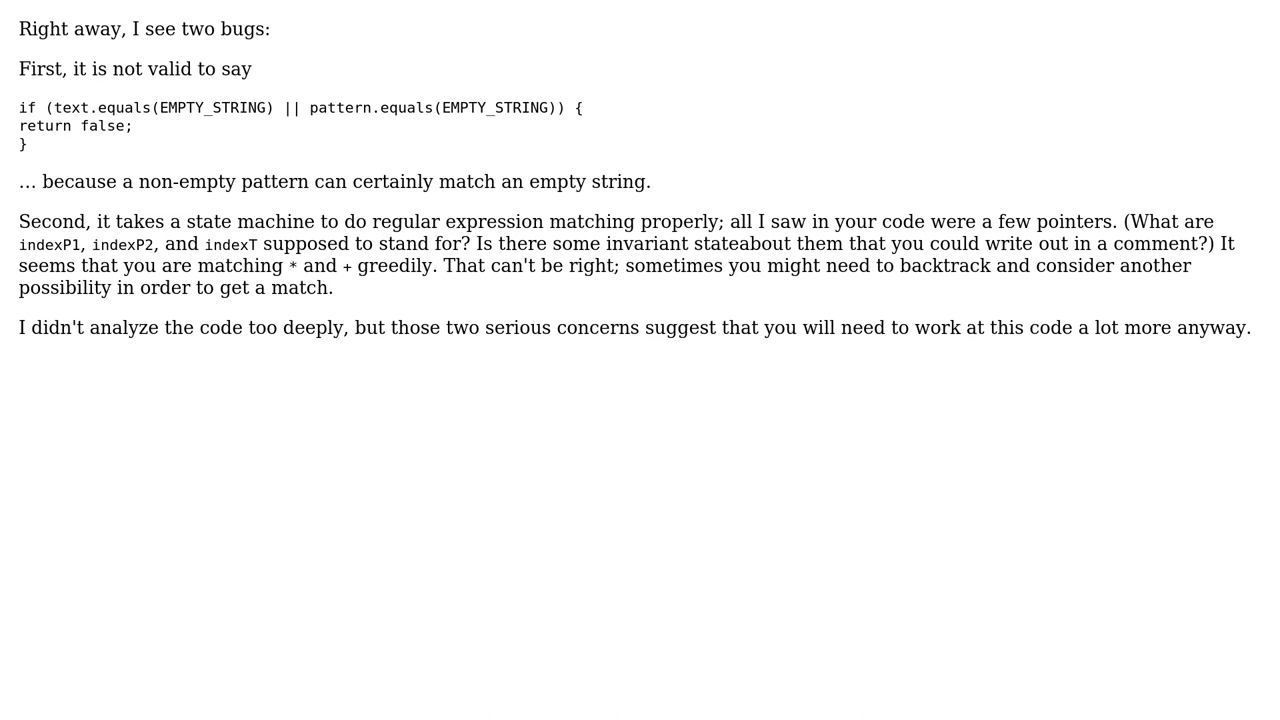 Right away, I see two bugs:
First, it is not valid to say
if (text.equals(EMPTY_STRING) || pattern.equals(EMPTY_STRING)) {
return false;
}
… because a non-empty pattern can certainly match an empty string.
Second, it takes a state machine to do regular expression matching properly; all I saw in your code were a few pointers. (What are
indexP1, indexP2, and indexT supposed to stand for? Is there some invariant stateabout them that you could write out in a comment?) It
seems that you are matching * and + greedily. That can't be right; sometimes you might need to backtrack and consider another
possibility in order to get a match.
I didn't analyze the code too deeply, but those two serious concerns suggest that you will need to work at this code a lot more anyway.